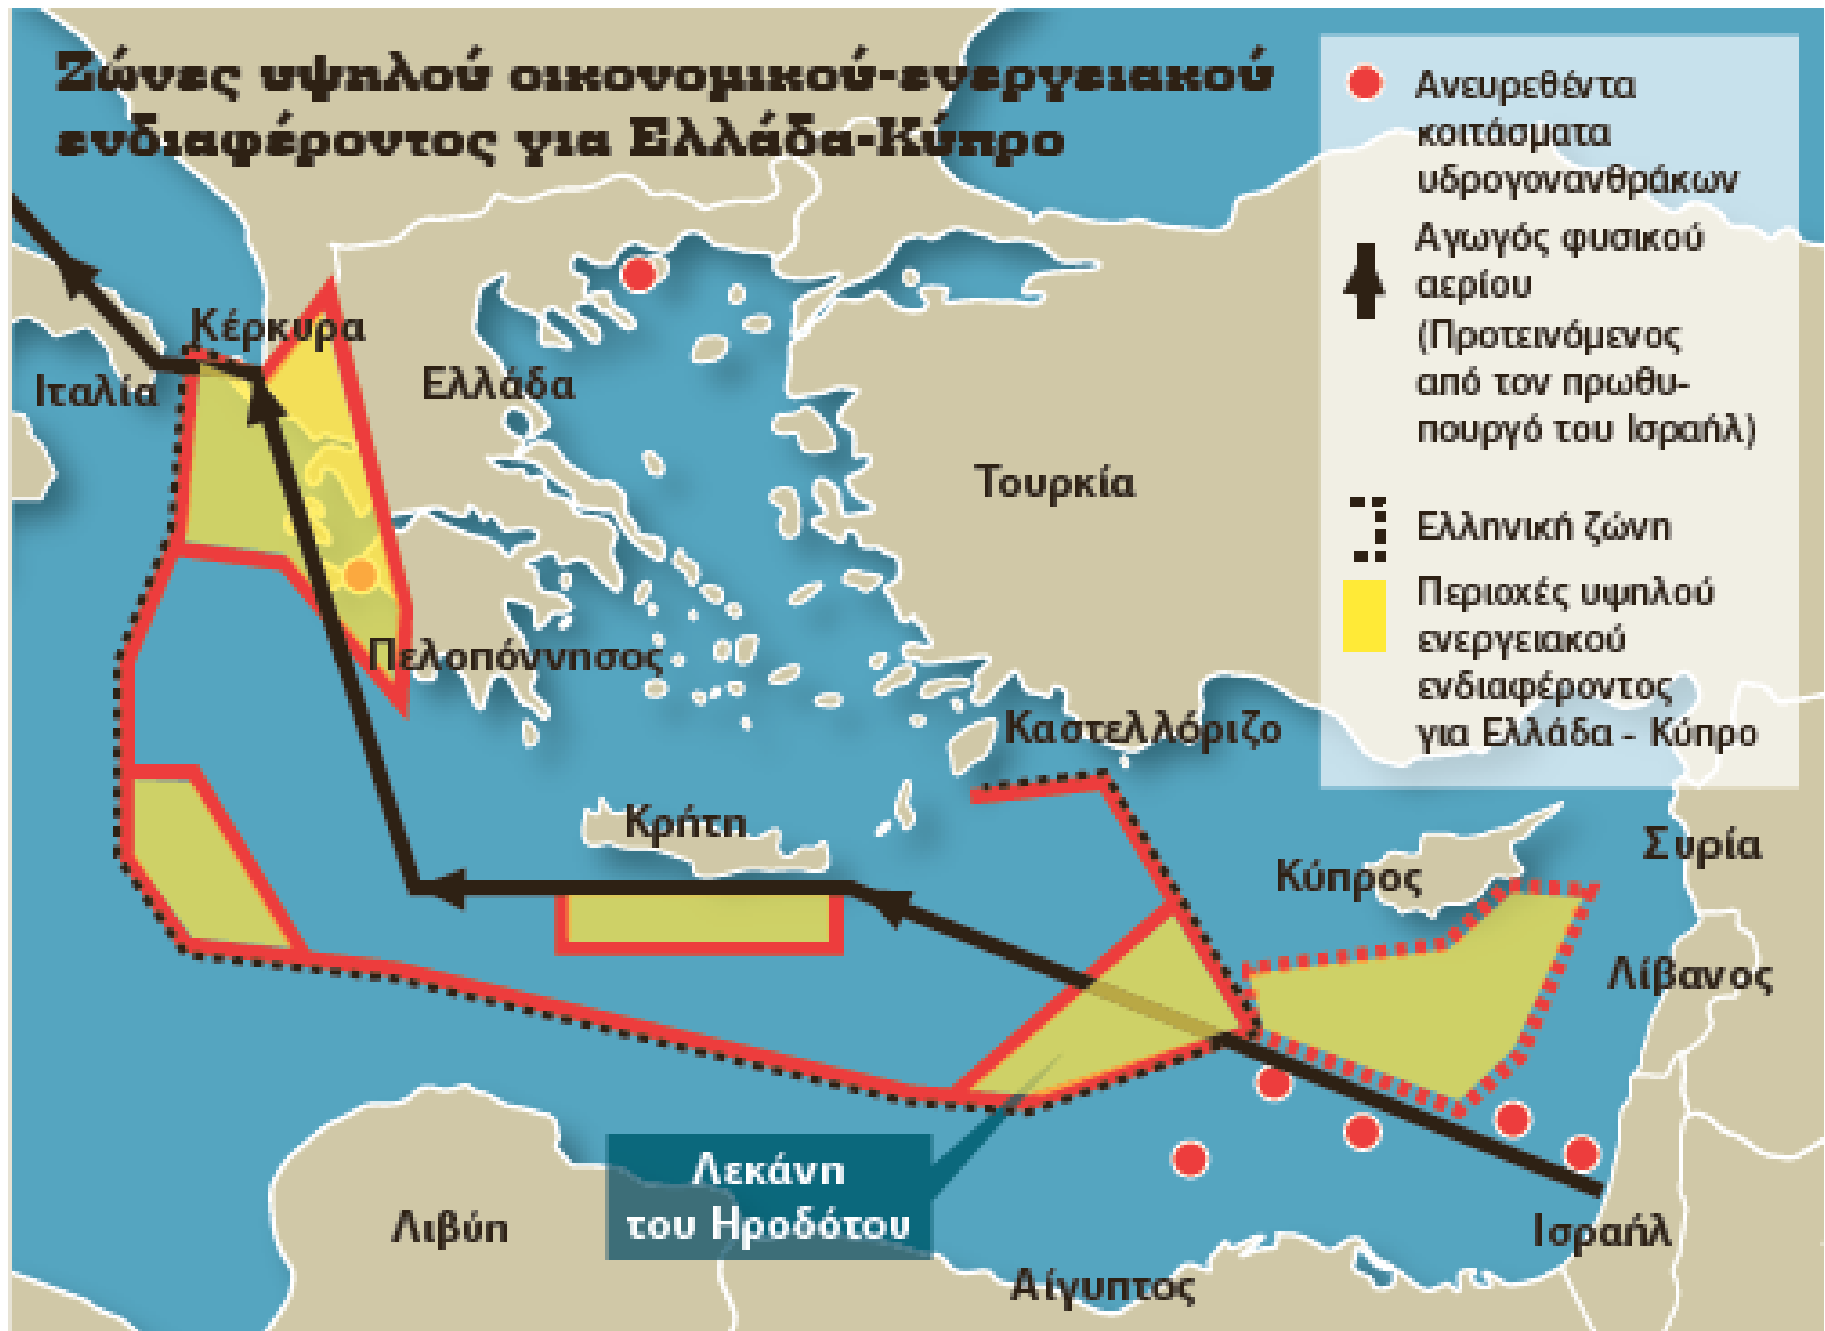 Ζώνες υψηλού οικονομικού-ενεργειακού
ενδιαφέροντος για Ελλάδα-Κύπρο
Ανευρεθέντα
κοιτάσματα
υδρογονανθράκων
Αγωγός φυσικού
αερίου
(Προτεινόμενος
από τον πρωθυ-
πουργό του Ισραήλ)
Ελληνική ζώνη
Περιοχές υψηλού
ενεργειακού
ενδιαφέροντος
για Ελλάδα - Κύπρο
Κέρκυρα
Ιταλία
Ελλάδα
Τουρκία
Πελοπόννησος
Καστελλόριζο
Κρήτη
Κύπρος
Συρία
Λίβανος
Λεκάνη
του Ηροδότου
Λιβύη
Ισραήλ
Αίγυπτος